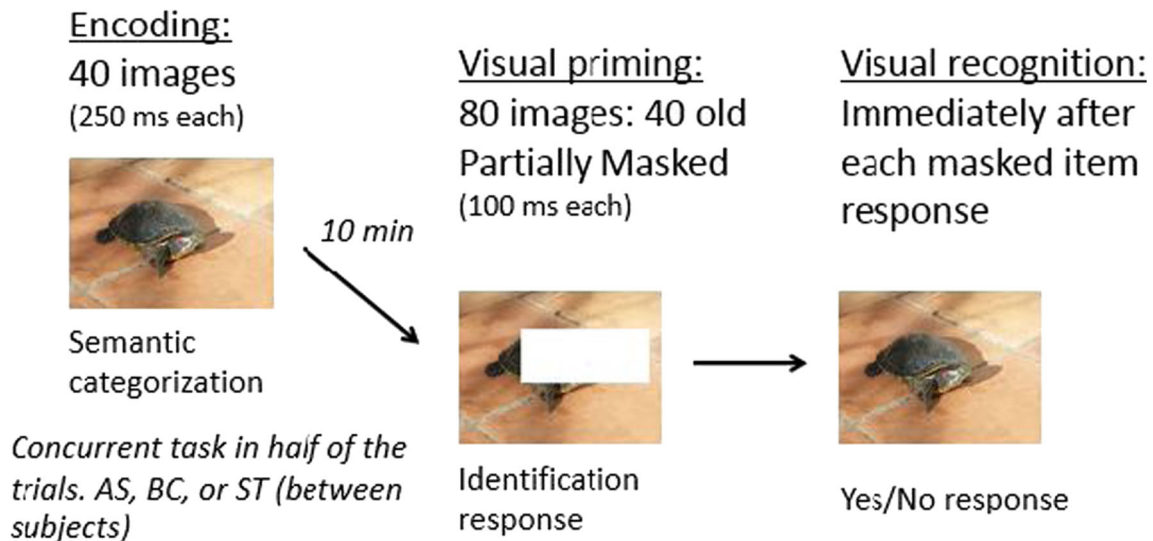 Encoding:
40 images
(250 ms each)
Semantic
categorization
Concurrent task in half of the
trials. AS, BC, or ST (between
subjects)
10 min
Visual priming:
80 images: 40 old
Partially Masked
(100 ms each)
Identification
response
Visual recognition:
Immediately after
each masked item
response
Yes/No response